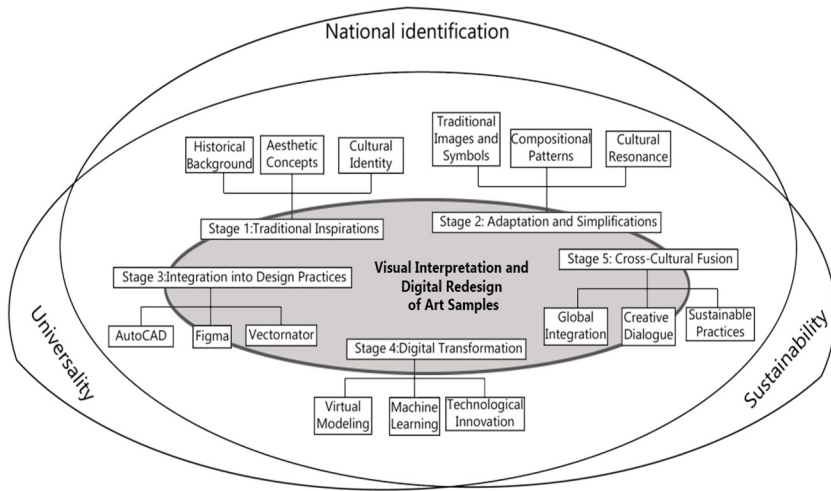 National identification
Historical
Background
Aesthetic
Concepts
Cultural
Identity
Traditional
Images and
Symbols
Compositional
Patterns
Cultural
Resonance
Stage 1:Traditional Inspirations
Stage 2: Adaptation and Simplifications
Stage 3:Integration into Design Practices
Visual Interpretation and
Digital Redesign
of Art Samples
Stage 5: Cross-Cultural Fusion
AutoCAD
Figma
Vectornator
Global
Integration
Creative
Dialogue
Sustainable
Practices
Stage 4:Digital Transformation
Virtual
Modeling
Machine
Learning
Technological
Innovation
Universality
Sustainability